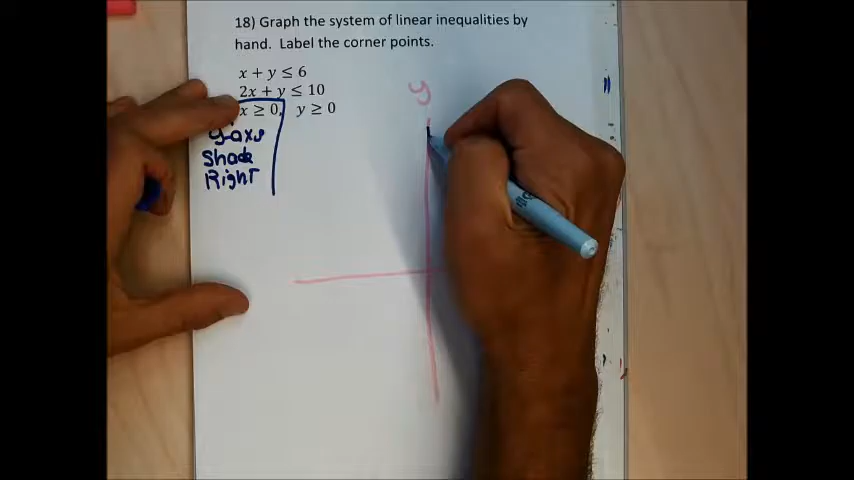 18) Graph the system of linear inequalities by
hand. Label the corner points.
x + y ≤ 6
2x + y ≤ 10
x ≥ 0, y ≥ 0
y axis
Shade
Right
y